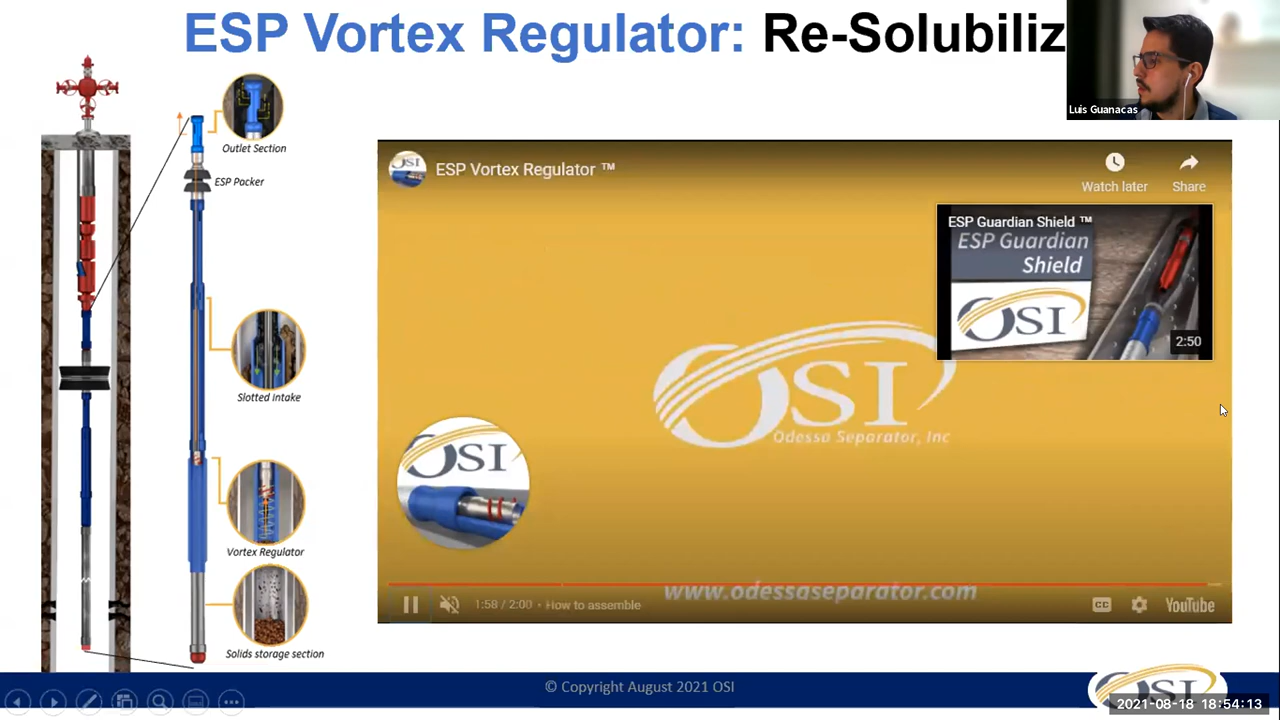 ESP Vortex Regulator: Re-Solubiliz
Luis Guanacas
Outlet Section
ESP Packer
Slotted Intake
Vortex Regulator
Solids storage section
OSI
ESP Vortex Regulator ™
Watch later
Share
ESP Guardian Shield ™
ESP Guardian
Shield
OSI
2:50
OSI
Odessa Separator, Inc
OSI
www.odessaseparator.com
1:58 / 2:00 • How to assemble
CC
YouTube
© Copyright August 2021 OSI
OSI
2021-08-18 18:54:13